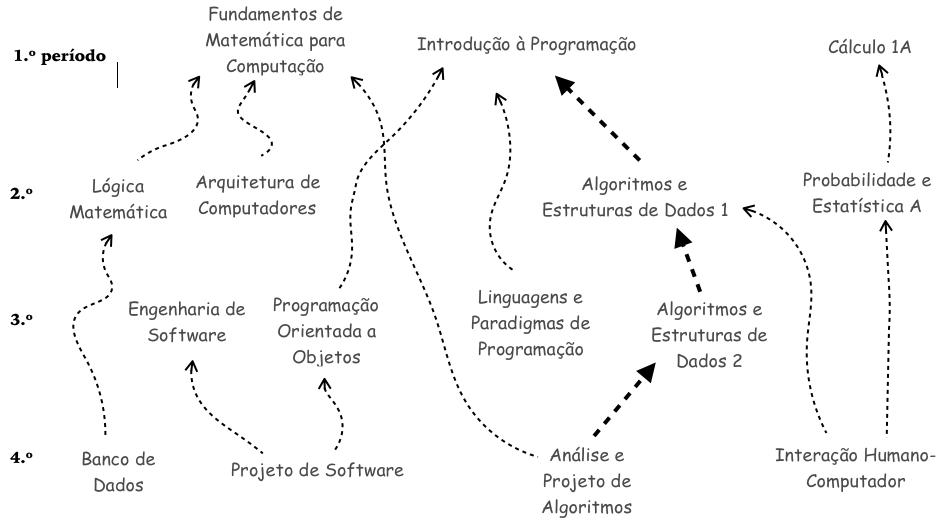 1.º período
Fundamentos de
Matemática para
Computação
Introdução à Programação
Cálculo 1A
2.º
Lógica
Matemática
Arquitetura de
Computadores
Algoritmos e
Estruturas de Dados 1
Probabilidade e
Estatística A
3.º
Engenharia de
Software
Programação
Orientada a
Objetos
Linguagens e
Paradigmas de
Programação
Algoritmos e
Estruturas de
Dados 2
4.º
Banco de
Dados
Projeto de Software
Análise e
Projeto de
Algoritmos
Interação Humano-
Computador